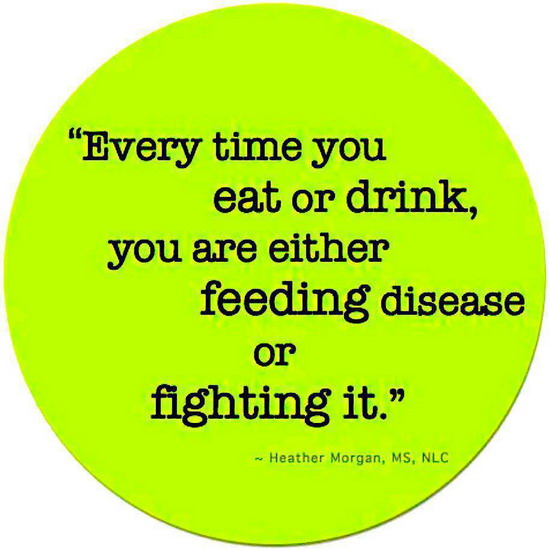 “Every time you
eat or drink,
you are either
feeding disease
or
fighting it.”
~ Heather Morgan, MS, NLC